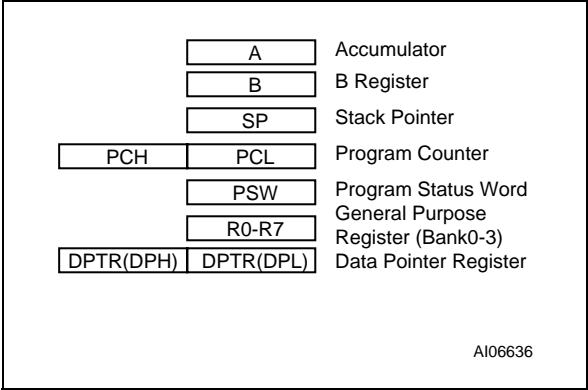 A Accumulator
B B Register
SP Stack Pointer
PCH PCL Program Counter
PSW Program Status Word
R0-R7 General Purpose
Register (Bank0-3)
DPTR(DPH) DPTR(DPL) Data Pointer Register
AI06636